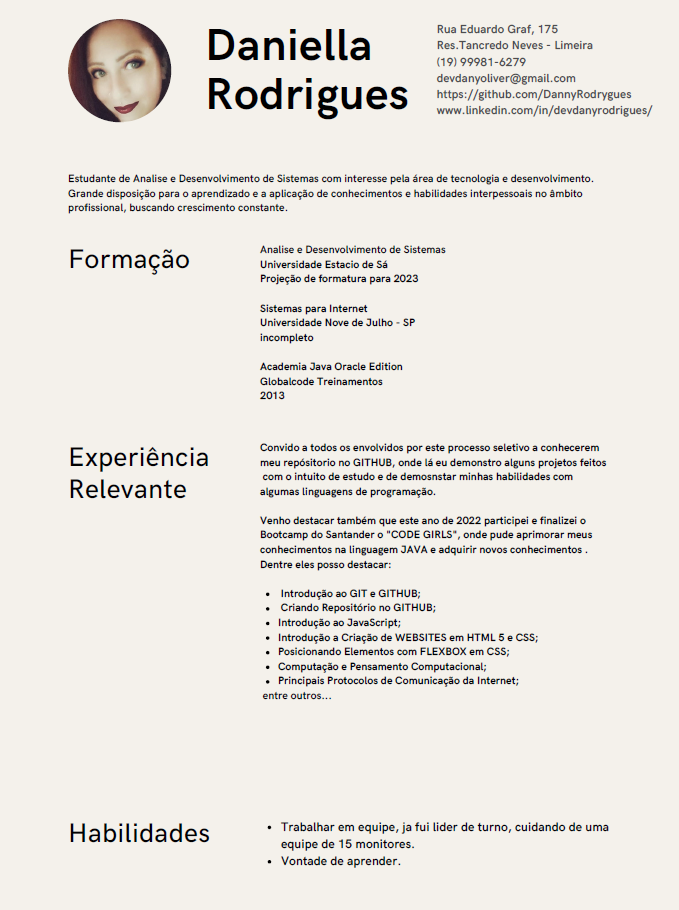 Daniella
Rodrigues
Rua Eduardo Graf, 175
Res.Tancredo Neves - Limeira
(19) 99981-6279
devdanyoliver@gmail.com
https://github.com/DannyRodrygues
www.linkedin.com/in/devdanyrodrigues/
Estudante de Analise e Desenvolvimento de Sistemas com interesse pela área de tecnologia e desenvolvimento.
Grande disposição para o aprendizado e a aplicação de conhecimentos e habilidades interpessoais no âmbito
profissional, buscando crescimento constante.
Formação
Analise e Desenvolvimento de Sistemas
Universidade Estacio de Sá
Projeção de formatura para 2023
Sistemas para Internet
Universidade Nove de Julho - SP
incompleto
Academia Java Oracle Edition
Globalcode Treinamentos
2013
Experiência
Relevante
Convido a todos os envolvidos por este processo seletivo a conhecerem
meu repósitorio no GITHUB, onde lá eu demonstro alguns projetos feitos
com o intuito de estudo e de demosnstar minhas habilidades com
algumas linguagens de programação.
Venho destacar também que este ano de 2022 participei e finalizei o
Bootcamp do Santander o "CODE GIRLS", onde pude aprimorar meus
conhecimentos na linguagem JAVA e adquirir novos conhecimentos .
Dentre eles posso destacar:
• Introdução ao GIT e GITHUB;
• Criando Repositório no GITHUB;
• Introdução ao JavaScript;
• Introdução a Criação de WEBSITES em HTML 5 e CSS;
• Posicionando Elementos com FLEXBOX em CSS;
• Computação e Pensamento Computacional;
• Principais Protocolos de Comunicação da Internet;
entre outros...
Habilidades
• Trabalhar em equipe, ja fui lider de turno, cuidando de uma
equipe de 15 monitores.
• Vontade de aprender.